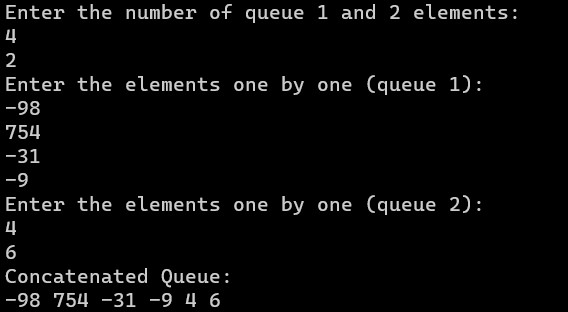 Enter the number of queue 1 and 2 elements:
4
2
Enter the elements one by one (queue 1):
-98
754
-31
-9
Enter the elements one by one (queue 2):
4
6
Concatenated Queue:
-98 754 -31 -9 4 6